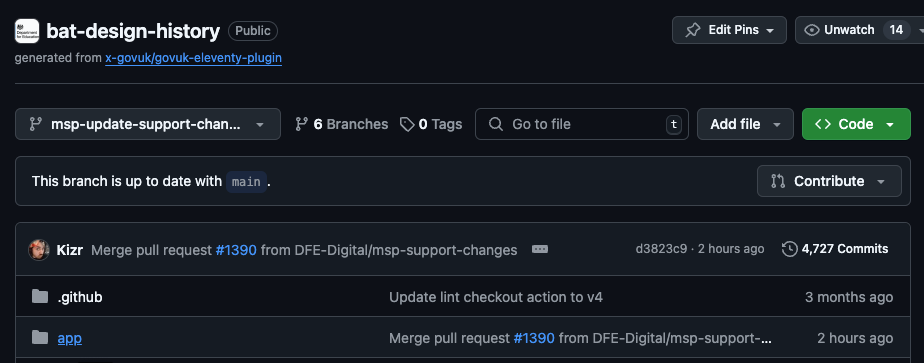 bat-design-history Public
Edit Pins
Unwatch 14
generated from x-govuk/govuk-eleventy-plugin
msp-update-support-chan...
6 Branches
0 Tags
Go to file
t
Add file
Code
This branch is up to date with main.
Contribute
Kizr Merge pull request #1390 from DFE-Digital/msp-support-changes
d3823c9 · 2 hours ago
4,727 Commits
.github
Update lint checkout action to v4
3 months ago
app
Merge pull request #1390 from DFE-Digital/msp-support-...
2 hours ago